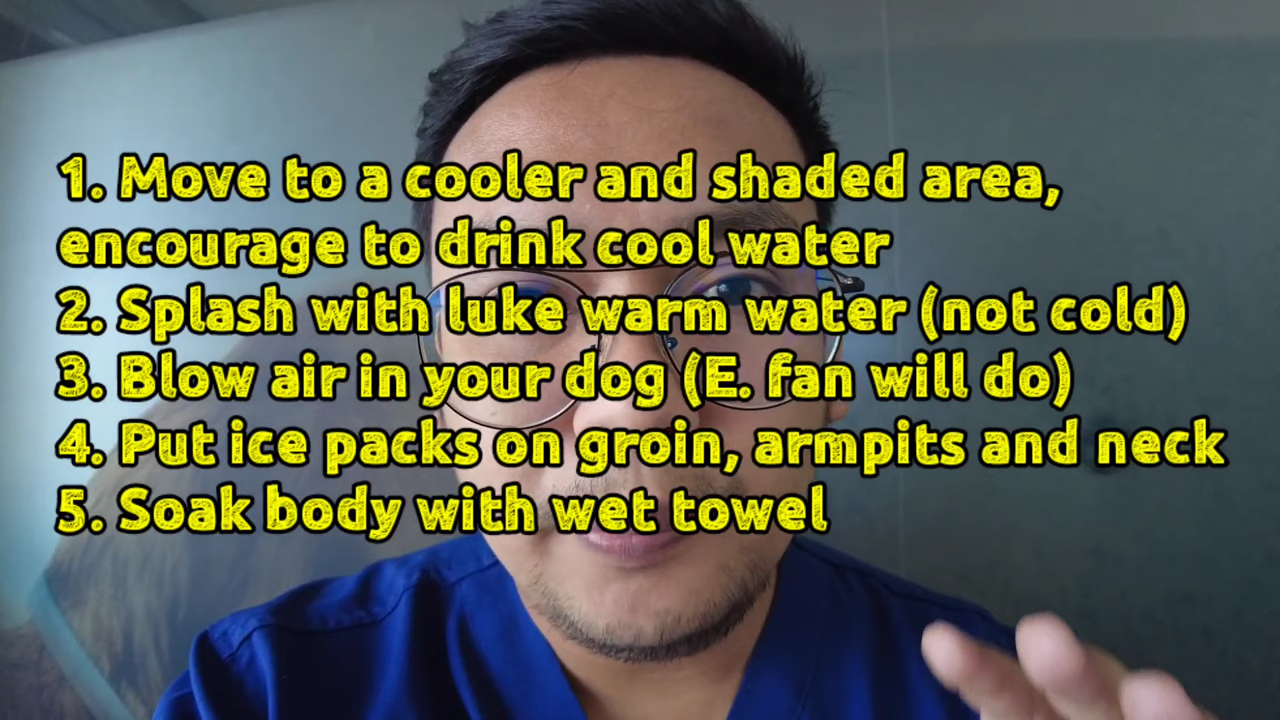 1. Move to a cooler and shaded area,
encourage to drink cool water
2. Splash with luke warm water (not cold)
3. Blow air in your dog (E. fan will do)
4. Put ice packs on groin, armpits and neck
5. Soak body with wet towel